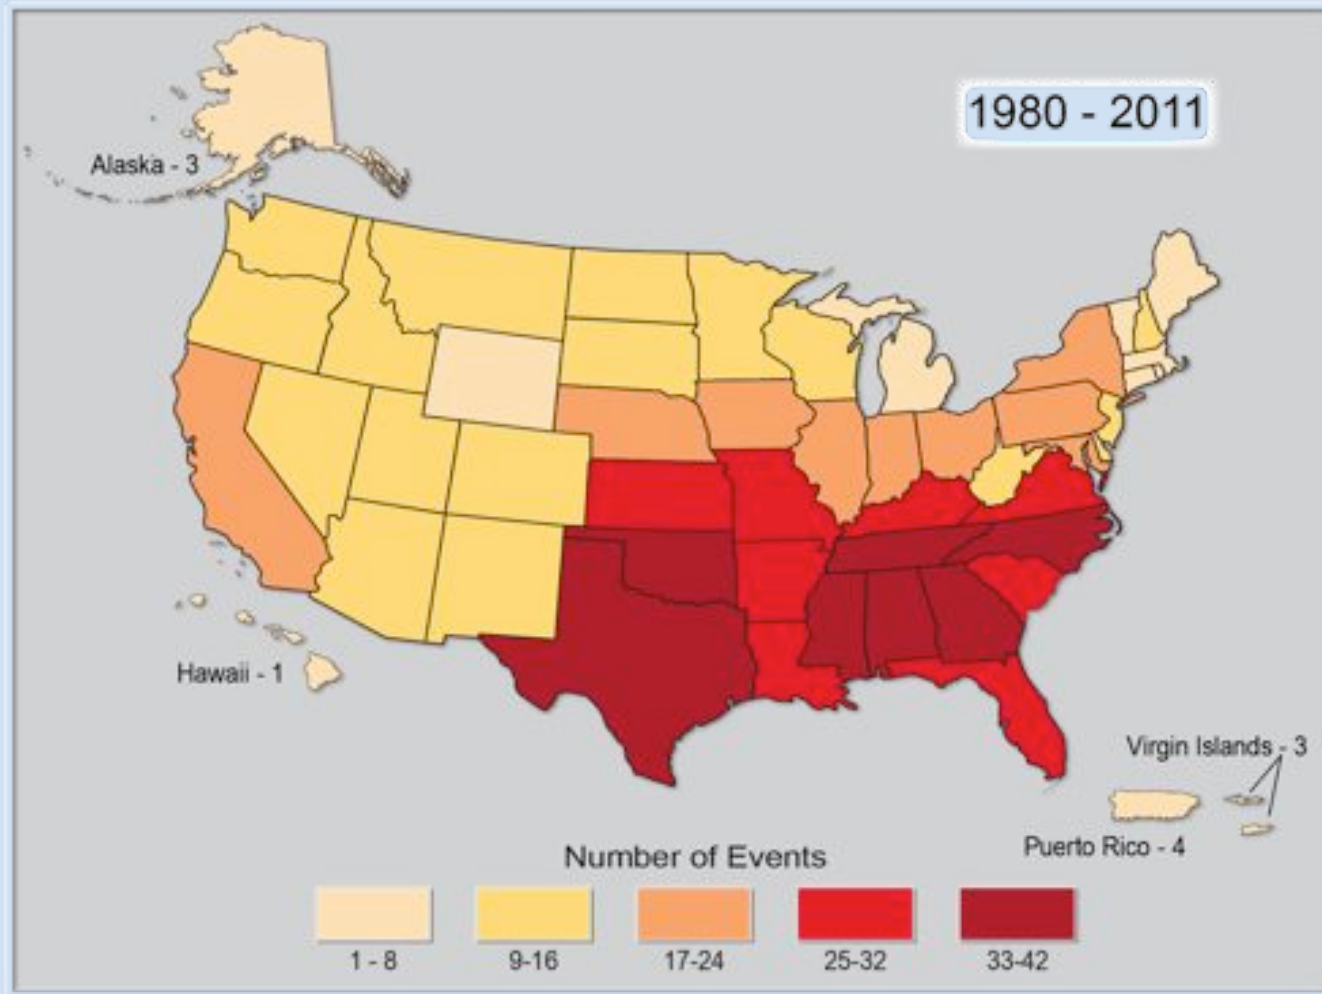 1980 - 2011
Alaska - 3
Hawaii - 1
Virgin Islands - 3
Puerto Rico - 4
Number of Events
1 - 8
9-16
17-24
25-32
33-42